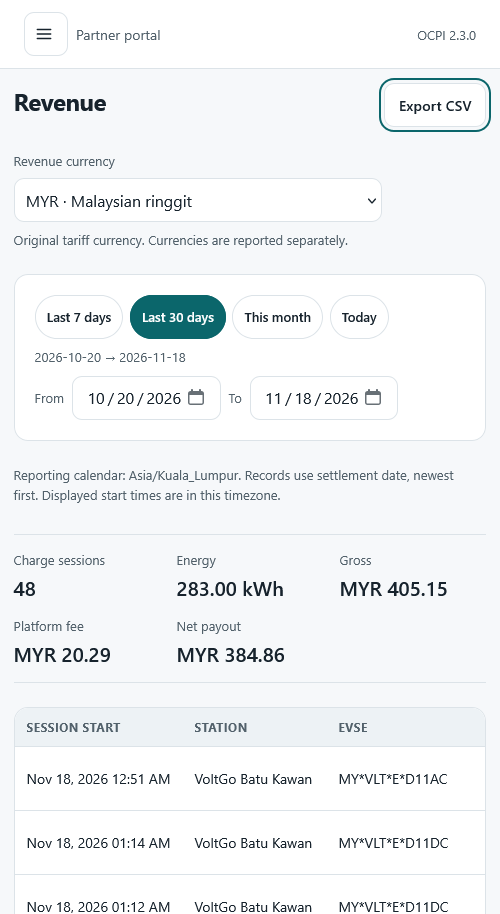 Partner portal
OCPI 2.3.0
Revenue
Export CSV
Revenue currency
MYR · Malaysian ringgit
Original tariff currency. Currencies are reported separately.
Last 7 days
Last 30 days
This month
Today
2026-10-20 → 2026-11-18
From 10/20/2026 To 11/18/2026
Reporting calendar: Asia/Kuala_Lumpur. Records use settlement date, newest
first. Displayed start times are in this timezone.
Charge sessions Energy Gross
48 283.00 kWh MYR 405.15
Platform fee Net payout
MYR 20.29 MYR 384.86
SESSION START STATION EVSE
Nov 18, 2026 12:51 AM VoltGo Batu Kawan MY*VLT*E*D11AC
Nov 18, 2026 01:14 AM VoltGo Batu Kawan MY*VLT*E*D11DC
Nov 18, 2026 01:12 AM VoltGo Batu Kawan MY*VLT*E*D11DC